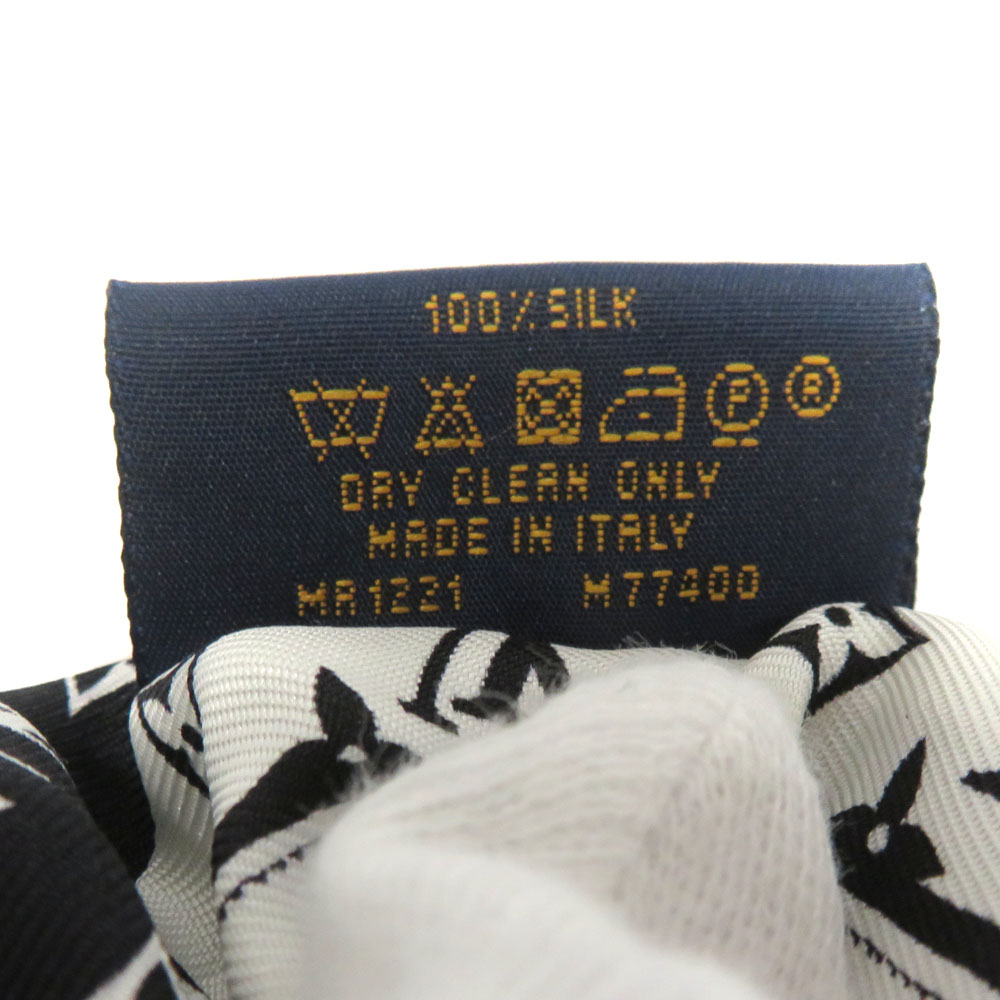 100% SILK
P R
DRY CLEAN ONLY
MADE IN ITALY
MR1221 M77400